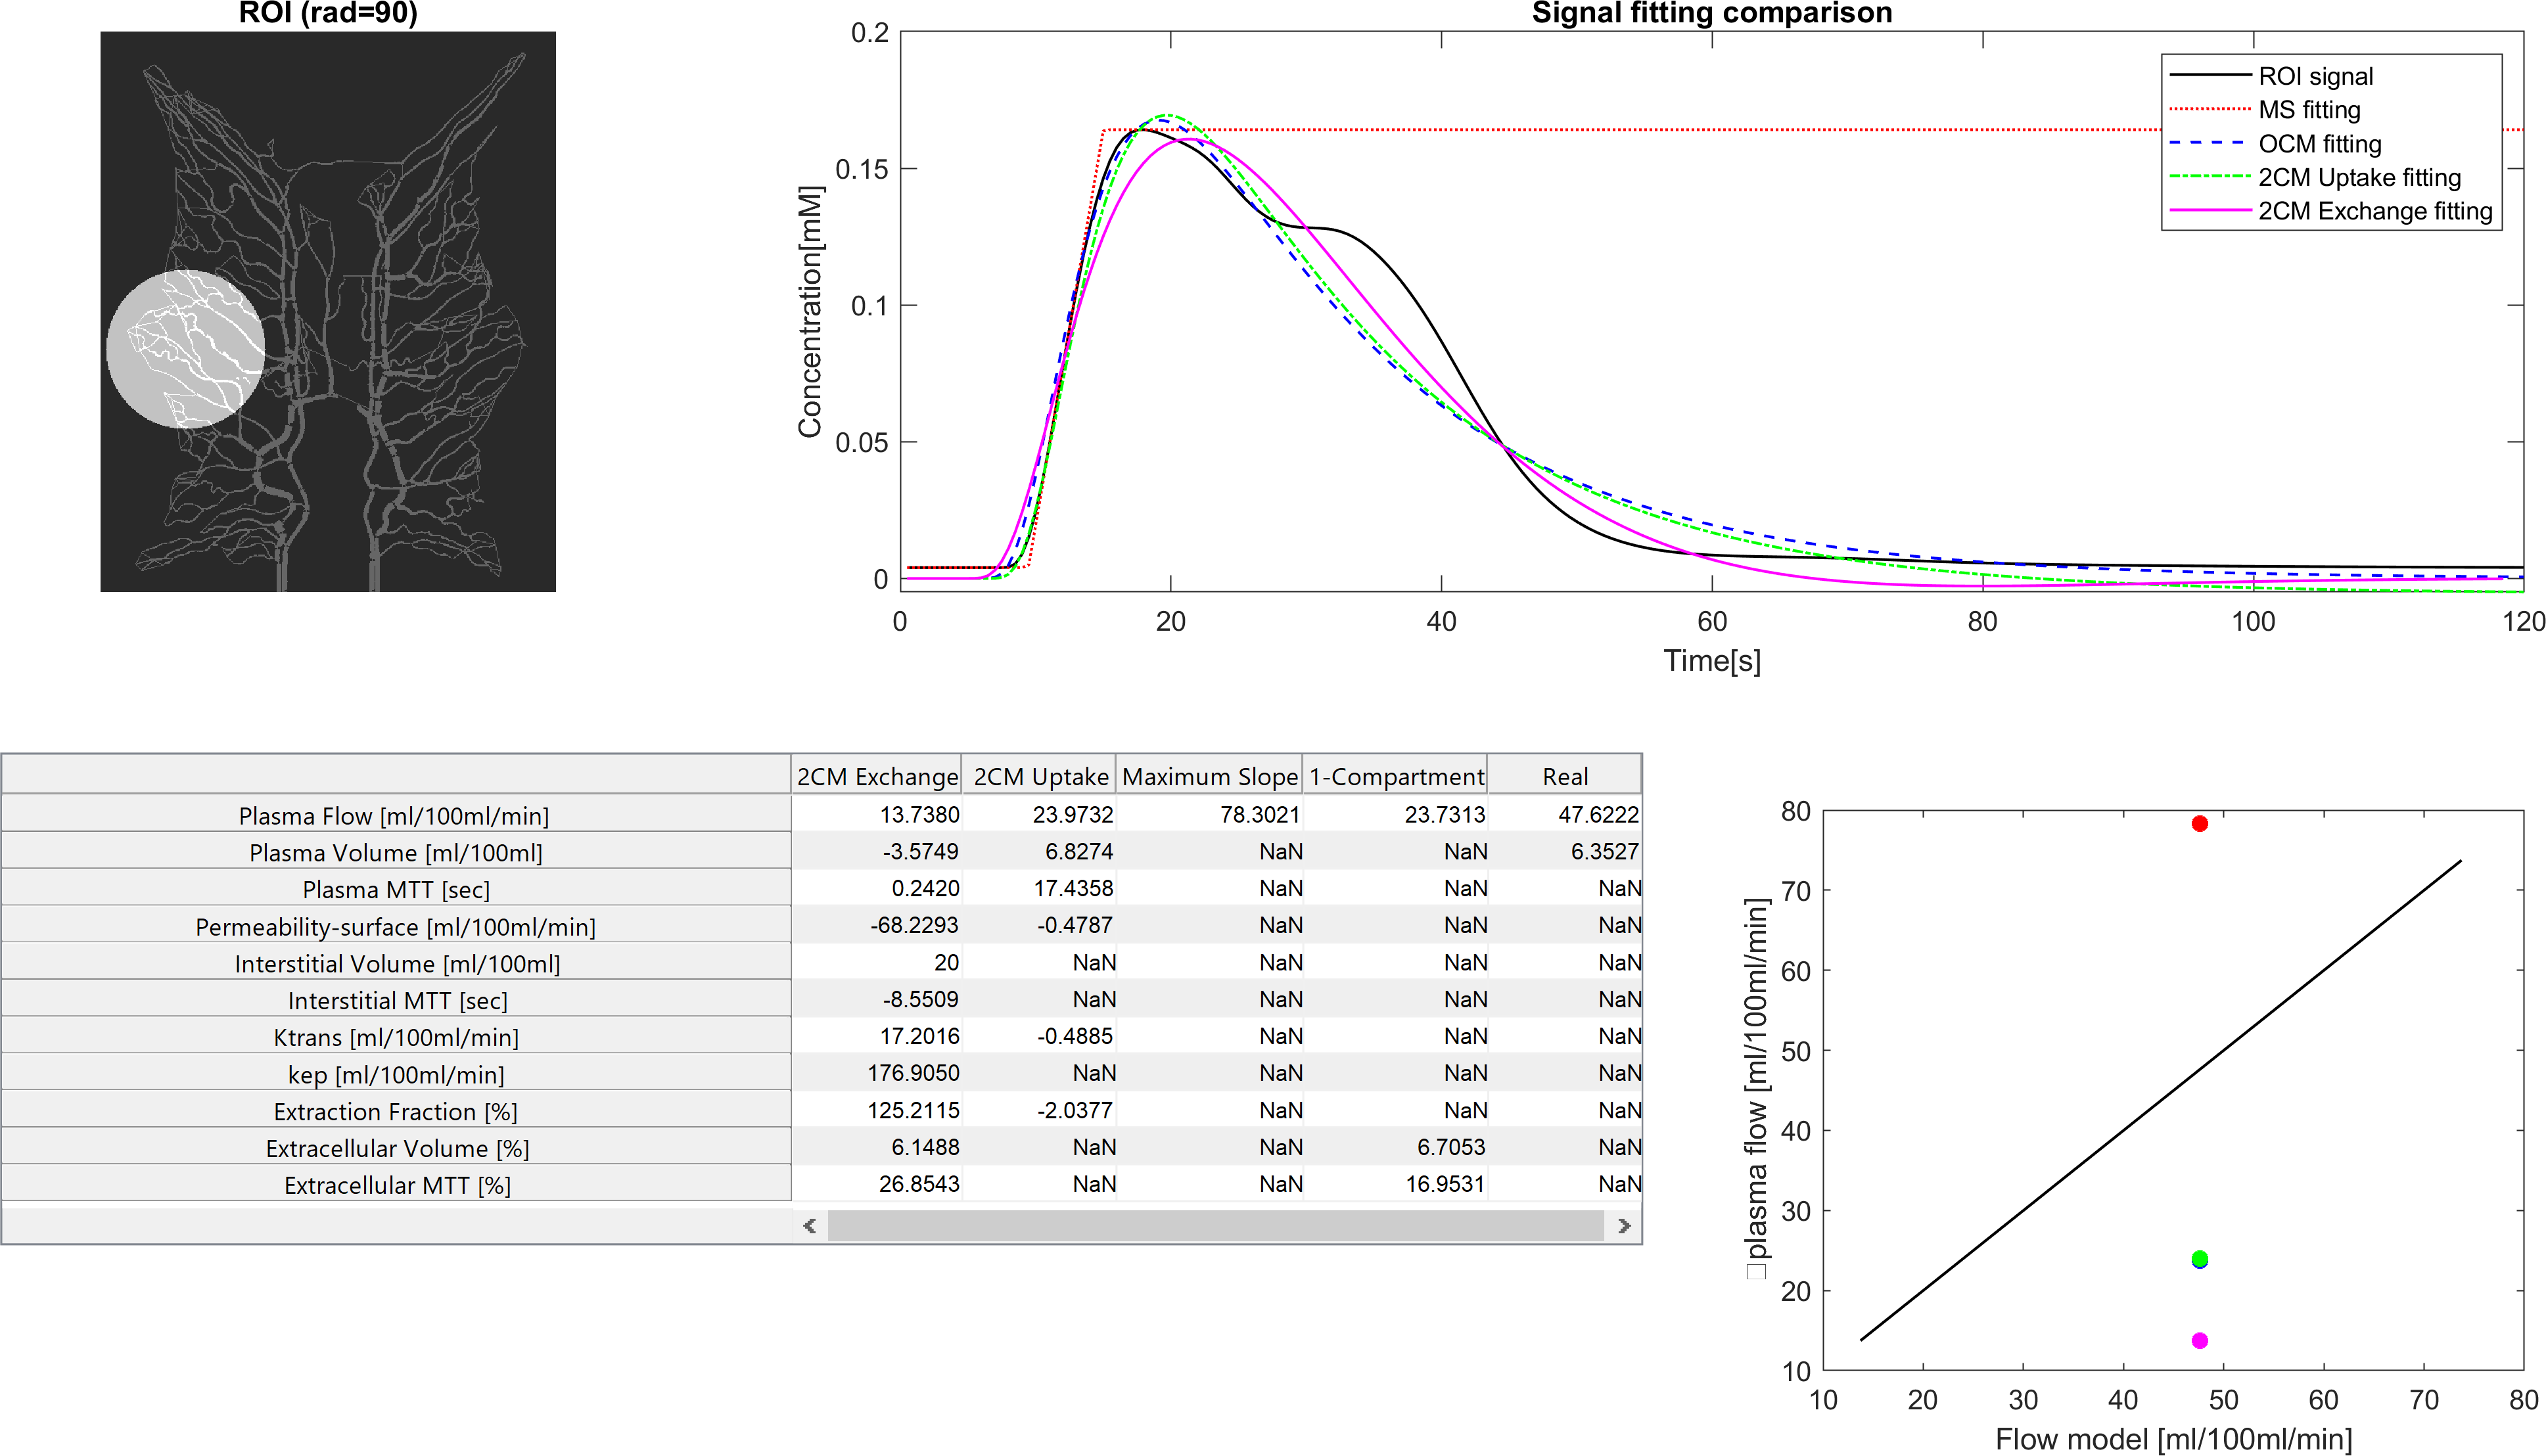 ROI (rad=90)
Signal fitting comparison
0.2
0.15
0.1
0.05
0
Concentration[mM]
ROI signal
MS fitting
OCM fitting
2CM Uptake fitting
2CM Exchange fitting
0 20 40 60 80 100 120
Time[s]
2CM Exchange 2CM Uptake Maximum Slope 1-Compartment Real
Plasma Flow [ml/100ml/min] 13.7380 23.9732 78.3021 23.7313 47.6222
Plasma Volume [ml/100ml] -3.5749 6.8274 NaN NaN 6.3527
Plasma MTT [sec] 0.2420 17.4358 NaN NaN NaN
Permeability-surface [ml/100ml/min] -68.2293 -0.4787 NaN NaN NaN
Interstitial Volume [ml/100ml] 20 NaN NaN NaN NaN
Interstitial MTT [sec] -8.5509 NaN NaN NaN NaN
Ktrans [ml/100ml/min] 17.2016 -0.4885 NaN NaN NaN
kep [ml/100ml/min] 176.9050 NaN NaN NaN NaN
Extraction Fraction [%] 125.2115 -2.0377 NaN NaN NaN
Extracellular Volume [%] 6.1488 NaN NaN 6.7053 NaN
Extracellular MTT [%] 26.8543 NaN NaN 16.9531 NaN
80
70
60
50
40
30
20
10
□plasma flow [ml/100ml/min]
10 20 30 40 50 60 70 80
Flow model [ml/100ml/min]